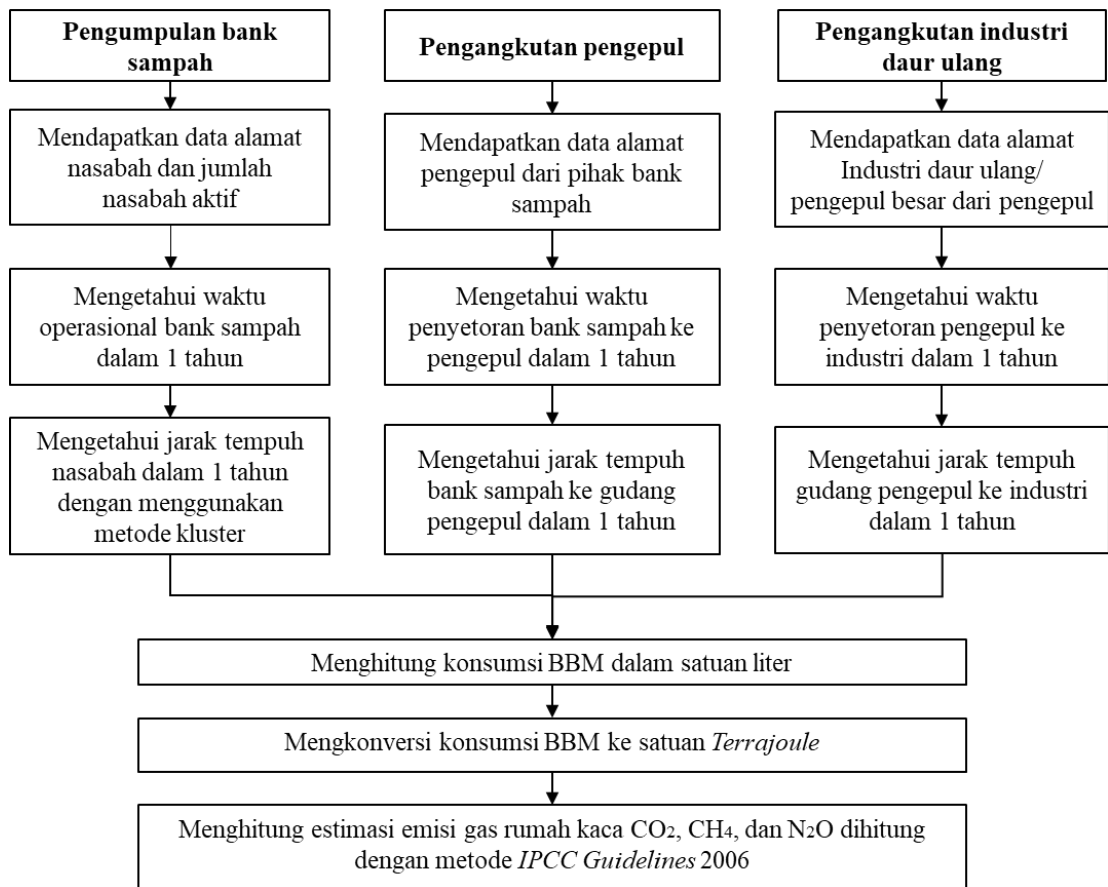 Pengumpulan bank
sampah
Pengangkutan pengepul
Pengangkutan industri
daur ulang
Mendapatkan data alamat
nasabah dan jumlah
nasabah aktif
Mendapatkan data alamat
pengepul dari pihak bank
sampah
Mendapatkan data alamat
Industri daur ulang/
pengepul besar dari pengepul
Mengetahui waktu
operasional bank sampah
dalam 1 tahun
Mengetahui waktu
penyetoran bank sampah ke
pengepul dalam 1 tahun
Mengetahui waktu
penyetoran pengepul ke
industri dalam 1 tahun
Mengetahui jarak tempuh
nasabah dalam 1 tahun
dengan menggunakan
metode kluster
Mengetahui jarak tempuh
bank sampah ke gudang
pengepul dalam 1 tahun
Mengetahui jarak tempuh
gudang pengepul ke industri
dalam 1 tahun
Menghitung konsumsi BBM dalam satuan liter
Mengkonversi konsumsi BBM ke satuan Terrajoule
Menghitung estimasi emisi gas rumah kaca CO₂, CH₄, dan N₂O dihitung
dengan metode IPCC Guidelines 2006